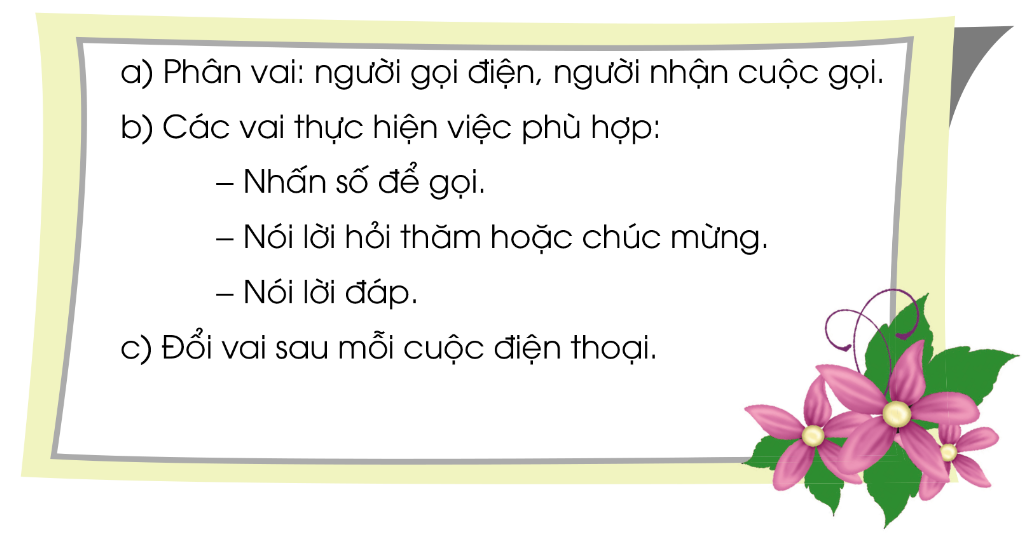 a) Phân vai: người gọi điện, người nhận cuộc gọi.
b) Các vai thực hiện việc phù hợp:
– Nhấn số để gọi.
– Nói lời hỏi thăm hoặc chúc mừng.
– Nói lời đáp.
c) Đổi vai sau mỗi cuộc điện thoại.